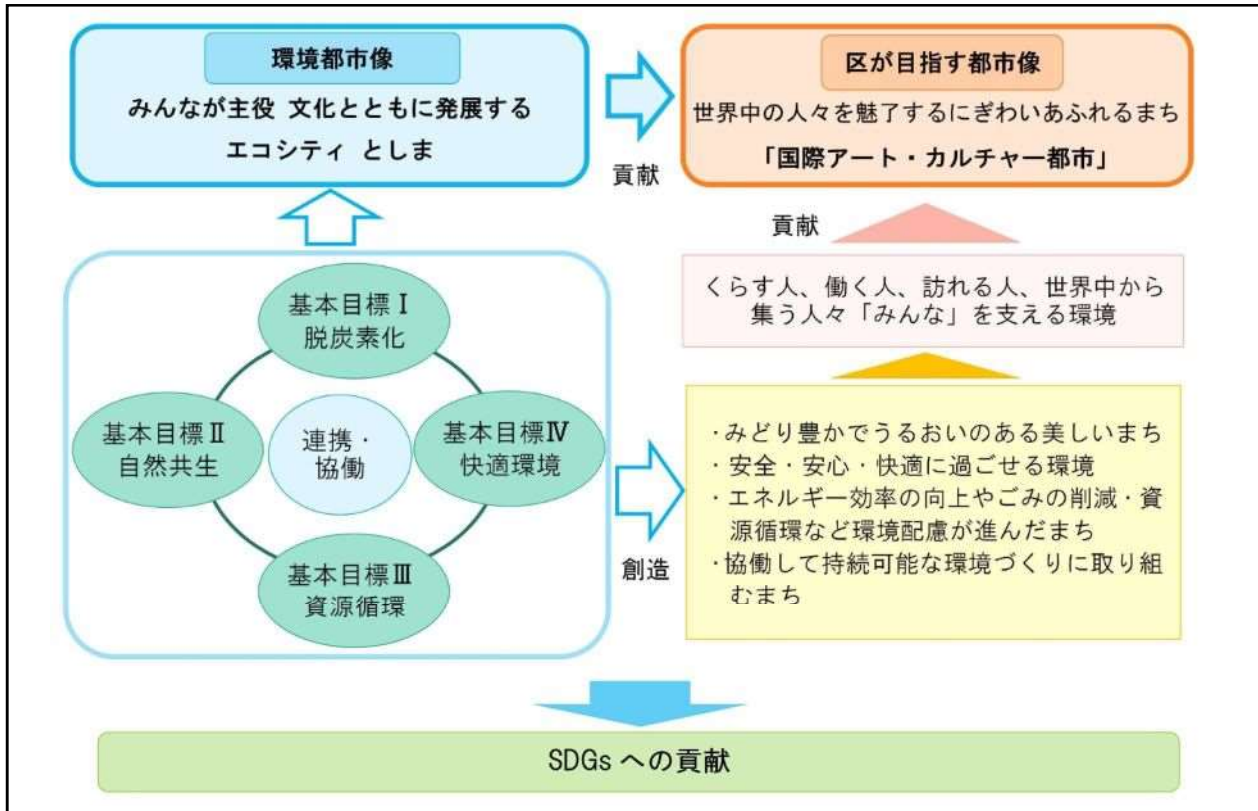 環境都市像
みんなが主役 文化とともに発展する
エコシティ としま
貢献
区が目指す都市像
世界中の人々を魅了するにぎわいあふれるまち
「国際アート・カルチャー都市」
貢献
くらす人、働く人、訪れる人、世界中から
集う人々「みんな」を支える環境
基本目標Ⅰ
脱炭素化
基本目標Ⅱ
自然共生
連携・
協働
基本目標Ⅳ
快適環境
基本目標Ⅲ
資源循環
創造
・みどり豊かでうるおいのある美しいまち
・安全・安心・快適に過ごせる環境
・エネルギー効率の向上やごみの削減・資
源循環など環境配慮が進んだまち
・協働して持続可能な環境づくりに取り組
むまち
SDGs への貢献